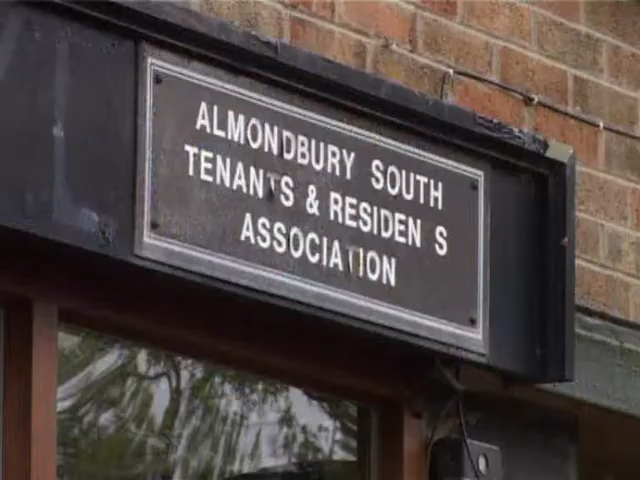 ALMONDBURY SOUTH
TENANTS & RESIDEN S
ASSOCIATION